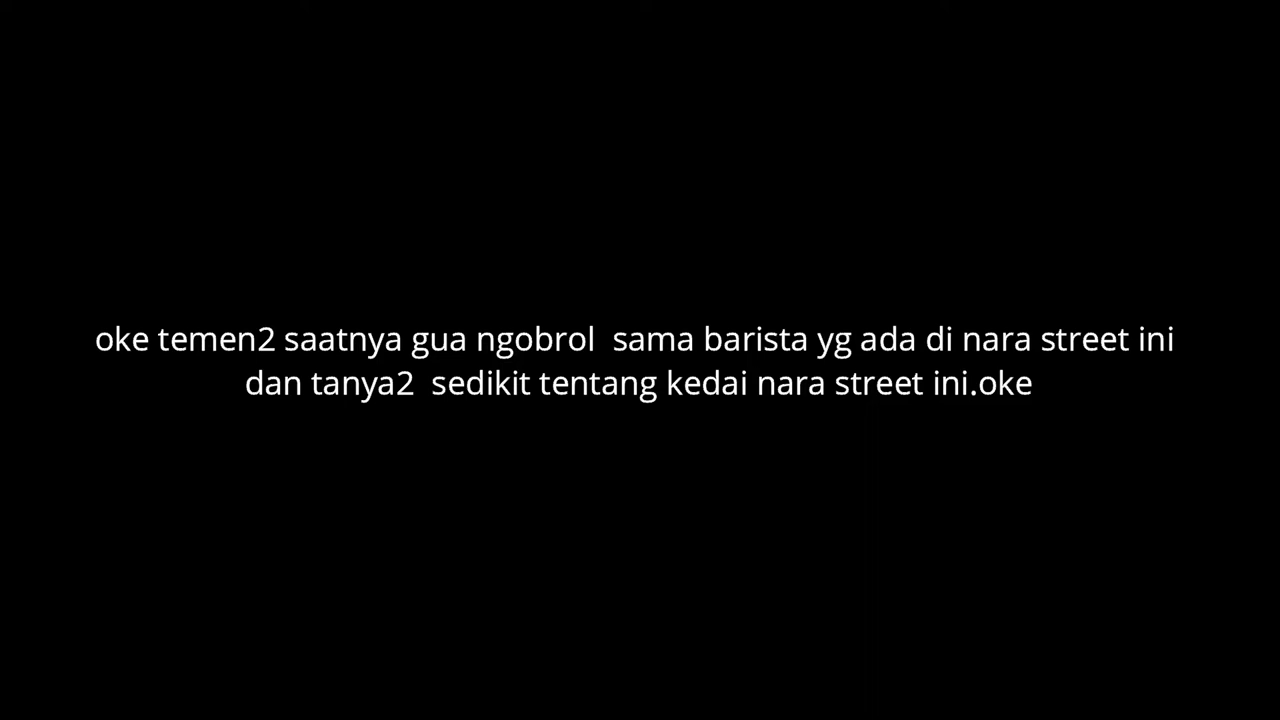 oke temen2 saatnya gua ngobrol  sama barista yg ada di nara street ini
dan tanya2  sedikit tentang kedai nara street ini.oke